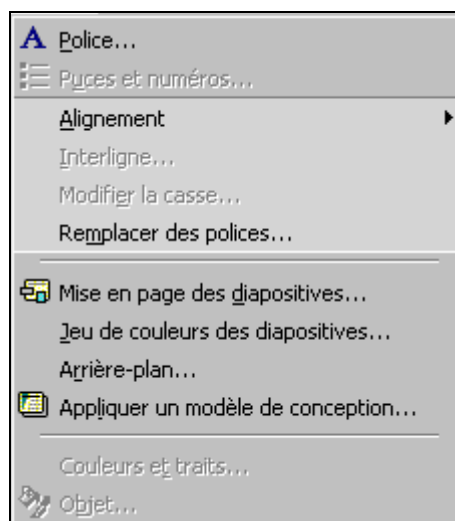 Police...
Puces et numéros...
Alignement
Interligne...
Modifier la casse...
Remplacer des polices...
Mise en page des diapositives...
Jeu de couleurs des diapositives...
Arrière-plan...
Appliquer un modèle de conception...
Couleurs et traits...
Objet...